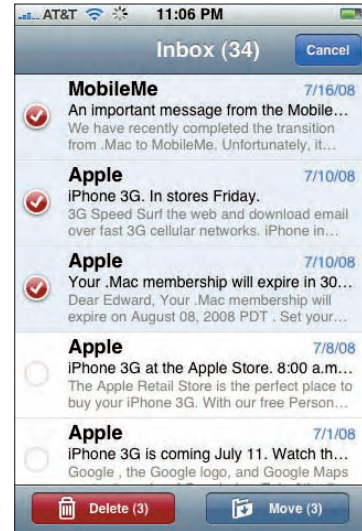 AT&T 11:06 PM
Inbox (34) Cancel
MobileMe 7/16/08
An important message from the Mobile…
We have recently completed the transition
from .Mac to MobileMe. Unfortunately, it…
Apple 7/10/08
iPhone 3G. In stores Friday.
3G Speed Surf the web and download email
over fast 3G cellular networks. iPhone in…
Apple 7/10/08
Your .Mac membership will expire in 30…
Dear Edward, Your .Mac membership will
expire on August 08, 2008 PDT . Set your…
Apple 7/8/08
iPhone 3G at the Apple Store. 8:00 a.m…
The Apple Retail Store is the perfect place to
buy your iPhone 3G. With our free Person…
Apple 7/1/08
iPhone 3G is coming July 11. Watch th…
Google , the Google logo, and Google Maps
Delete (3) Move (3)